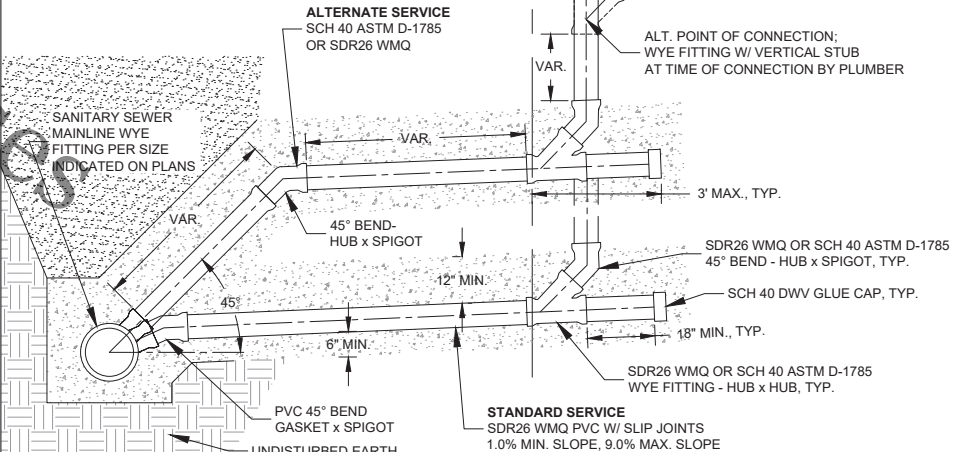 ALTERNATE SERVICE
SCH 40 ASTM D-1785
OR SDR26 WMQ
ALT. POINT OF CONNECTION;
WYE FITTING W/ VERTICAL STUB
AT TIME OF CONNECTION BY PLUMBER
VAR.
SANITARY SEWER
MAINLINE WYE
FITTING PER SIZE
INDICATED ON PLANS
VAR.
VAR.
3' MAX., TYP.
45° BEND-
HUB x SPIGOT
SDR26 WMQ OR SCH 40 ASTM D-1785
45° BEND - HUB x SPIGOT, TYP.
12" MIN.
SCH 40 DWV GLUE CAP, TYP.
45°
6" MIN.
18" MIN., TYP.
SDR26 WMQ OR SCH 40 ASTM D-1785
WYE FITTING - HUB x HUB, TYP.
PVC 45° BEND
GASKET x SPIGOT
STANDARD SERVICE
SDR26 WMQ PVC W/ SLIP JOINTS
1.0% MIN. SLOPE, 9.0% MAX. SLOPE
UNDISTURBED EARTH